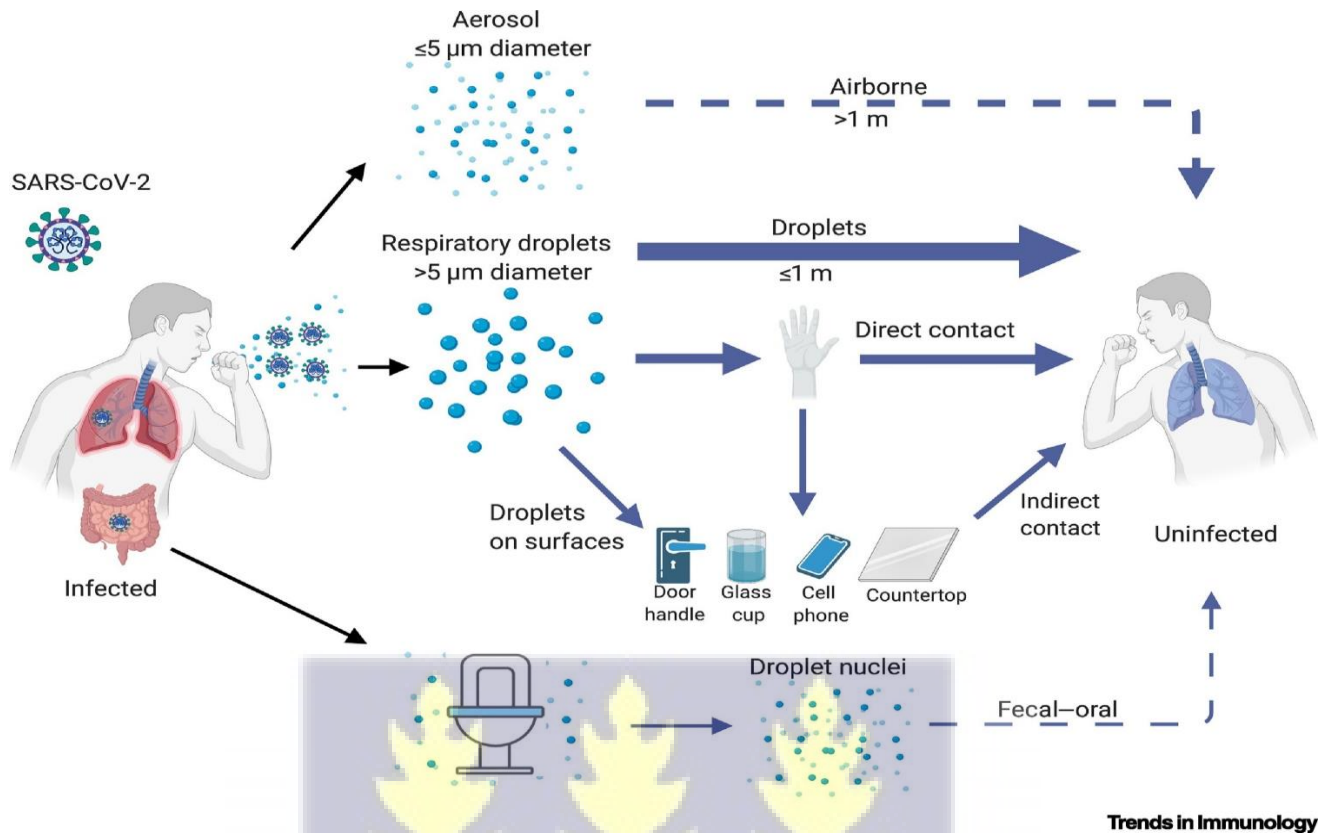 Aerosol
≤5 μm diameter
Airborne
>1 m
SARS-CoV-2
Respiratory droplets
>5 μm diameter
Droplets
≤1 m
Direct contact
Droplets
on surfaces
Indirect
contact
Infected
Uninfected
Door
handle
Glass
cup
Cell
phone
Countertop
Droplet nuclei
Fecal–oral
Trends in Immunology